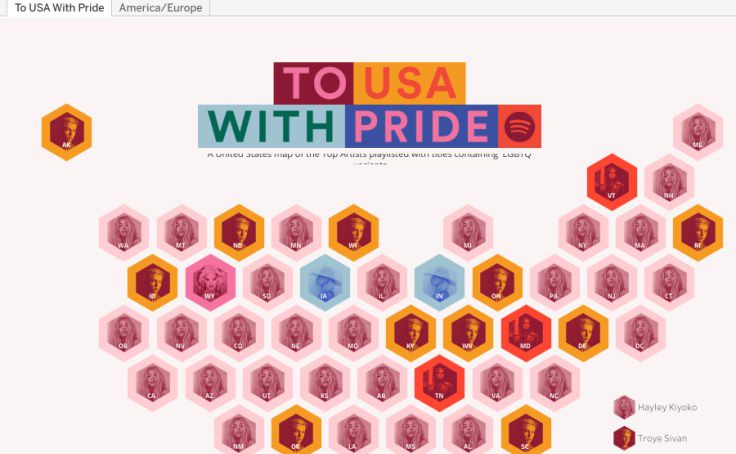 To USA With Pride America/Europe
TO USA
WITH PRIDE
A United States map of the Top Artists playlisted with titles containing 'LGBTQ'
variants
AK ME
VT NH
WA MT ND MN WI MI NY MA RI
ID WY SD IA IL IN OH PA NJ CT
OR NV CO NE MO KY WV MD DE DC
CA AZ UT KS AR TN VA NC
Hayley Kiyoko
NM OK LA MS AL SC
Troye Sivan